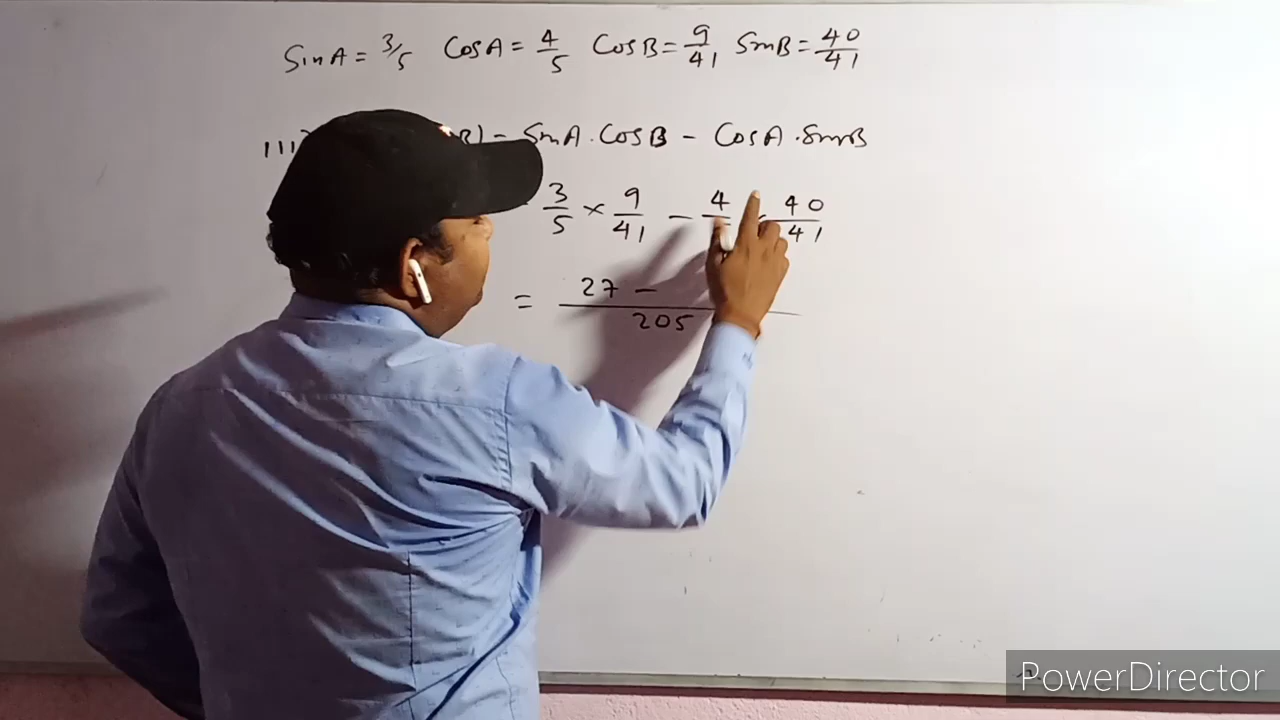 SinA = 3/5 CosA = 4/5 CosB = 9/41 SinB = 40/41
B) = SinA . CosB - CosA . SinB
3/5 × 9/41 - 4 40/41
= 27 - / 205
PowerDirector